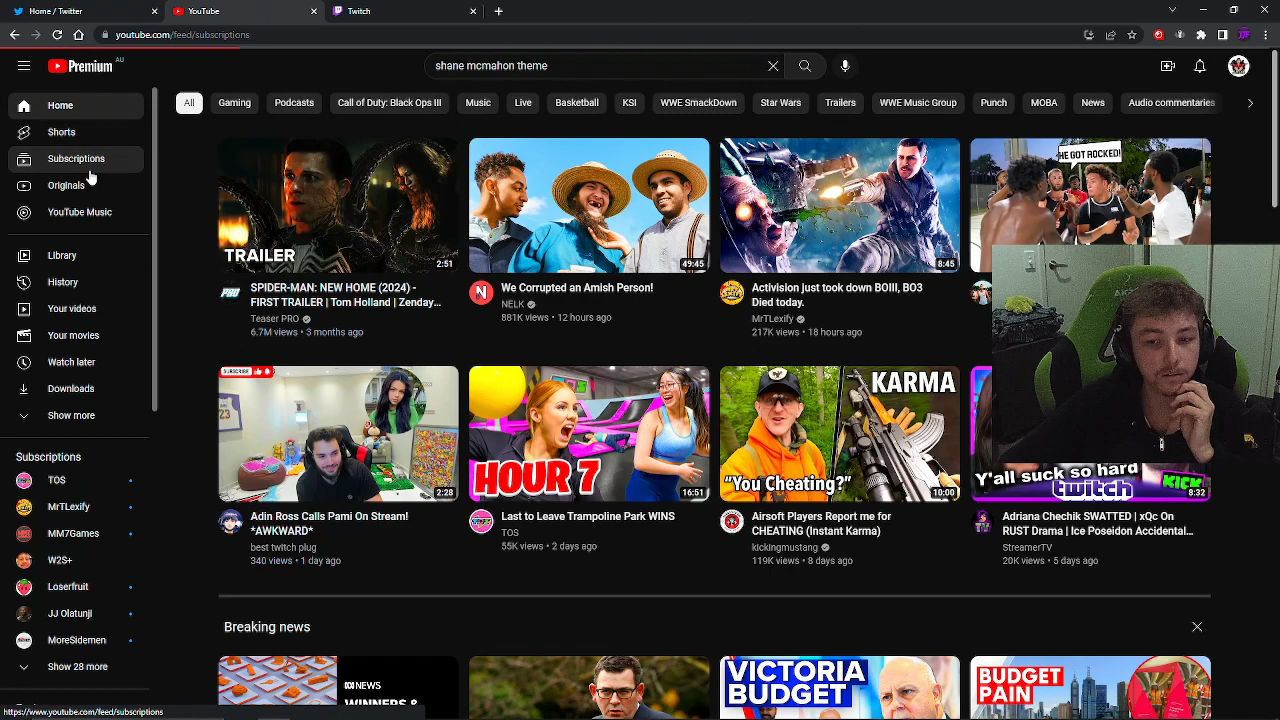 Home / Twitter
YouTube
Twitch
youtube.com/feed/subscriptions
Premium
AU
shane mcmahon theme
Home
Shorts
Subscriptions
Originals
YouTube Music
Library
History
Your videos
Your movies
Watch later
Downloads
Show more
Subscriptions
TOS
MrTLexify
MM7Games
W2S+
Loserfruit
JJ Olatunji
MoreSidemen
Show 28 more
All
Gaming
Podcasts
Call of Duty: Black Ops III
Music
Live
Basketball
KSI
WWE SmackDown
Star Wars
Trailers
WWE Music Group
Punch
MOBA
News
Audio commentaries
TRAILER
2:51
SPIDER-MAN: NEW HOME (2024) -
FIRST TRAILER | Tom Holland | Zenday...
Teaser PRO
6.7M views • 3 months ago
49:45
We Corrupted an Amish Person!
NELK
881K views • 12 hours ago
8:45
Activision just took down BOIII, BO3
Died today.
MrTLexify
217K views • 18 hours ago
HE GOT ROCKED!
SUBSCRIBE
23
2:28
Adin Ross Calls Pami On Stream!
*AWKWARD*
best twitch plug
340 views • 1 day ago
HOUR 7
16:51
Last to Leave Trampoline Park WINS
TOS
55K views • 2 days ago
KARMA
"You Cheating?"
10:00
Airsoft Players Report me for
CHEATING (Instant Karma)
kickingmustang
119K views • 8 days ago
Y'all suck so hard
twitch
KICK
8:32
Adriana Chechik SWATTED | xQc On
RUST Drama | Ice Poseidon Accidental...
StreamerTV
20K views • 5 days ago
Breaking news
NEWS
WINNERS &
VICTORIA
BUDGET
BUDGET
PAIN
https://www.youtube.com/feed/subscriptions